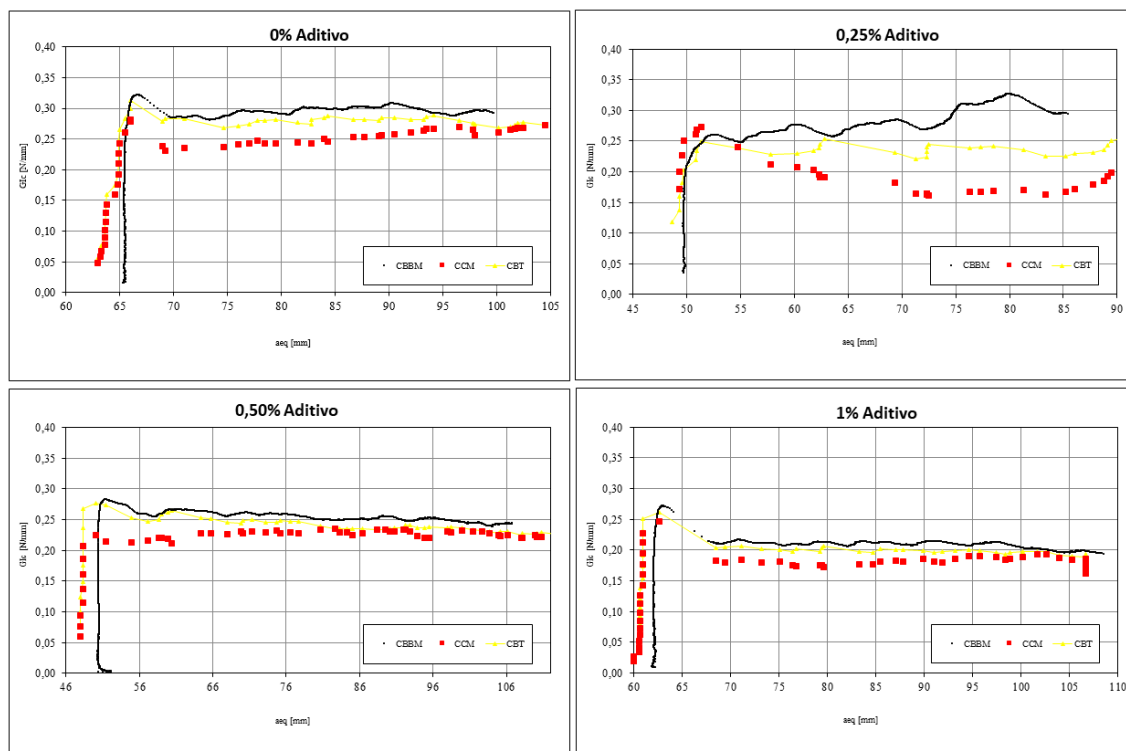 0% Aditivo
0,40
0,35
0,30
0,25
0,20
0,15
0,10
0,05
0,00
GIc [N/mm]
CBBM CCM CBT
60 65 70 75 80 85 90 95 100 105
aeq [mm]
0,25% Aditivo
0,40
0,35
0,30
0,25
0,20
0,15
0,10
0,05
0,00
GIc [N/mm]
CBBM CCM CBT
45 50 55 60 65 70 75 80 85 90
aeq [mm]
0,50% Aditivo
0,40
0,35
0,30
0,25
0,20
0,15
0,10
0,05
0,00
GIc [N/mm]
CBBM CCM CBT
46 56 66 76 86 96 106
aeq [mm]
1% Aditivo
0,40
0,35
0,30
0,25
0,20
0,15
0,10
0,05
0,00
GIc [N/mm]
CBBM CCM CBT
60 65 70 75 80 85 90 95 100 105 110
aeq [mm]